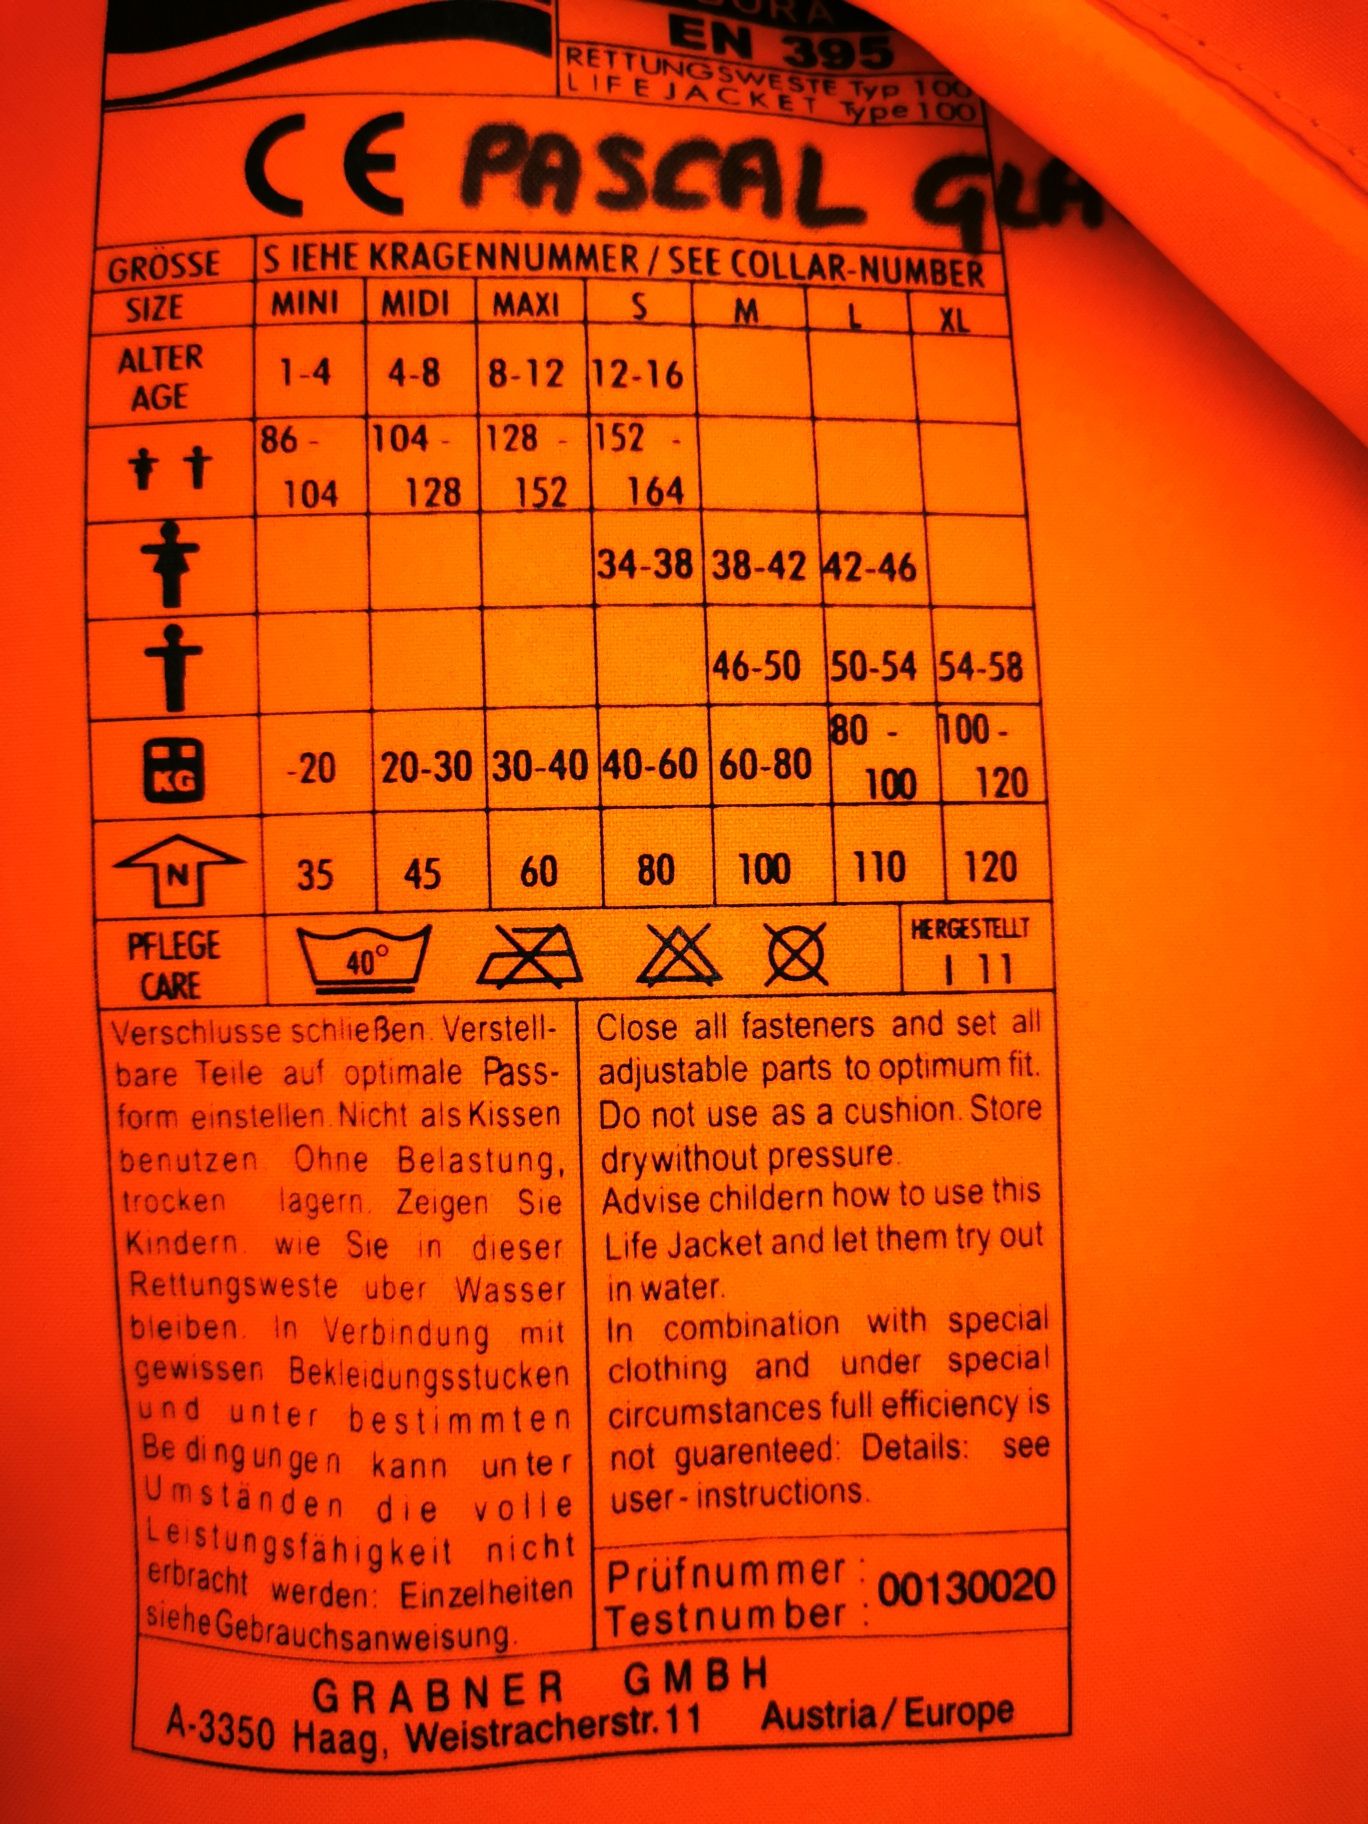 EN 395
RETTUNGSWESTE Typ 100
LIFEJACKET Type 100
CE PASCAL GLA
GRÖSSE SIEHE KRAGENNUMMER / SEE COLLAR-NUMBER
SIZE MINI MIDI MAXI S M L XL
ALTER
AGE 1-4 4-8 8-12 12-16
86 - 104 - 128 - 152 -
104 128 152 164
34-38 38-42 42-46
46-50 50-54 54-58
80 - 100 -
KG -20 20-30 30-40 40-60 60-80 100 120
N 35 45 60 80 100 110 120
PFLEGE
CARE 40° HERGESTELLT
I 11
Verschlusse schließen. Verstell-
bare Teile auf optimale Pass-
form einstellen. Nicht als Kissen
benutzen. Ohne Belastung,
trocken lagern. Zeigen Sie
Kindern. wie Sie in dieser
Rettungsweste uber Wasser
bleiben. In Verbindung mit
gewissen Bekleidungsstucken
und unter bestimmten
Bedingungen kann unter
Umständen die volle
Leistungsfähigkeit nicht
erbracht werden: Einzelheiten
siehe Gebrauchsanweisung.
Close all fasteners and set all
adjustable parts to optimum fit.
Do not use as a cushion. Store
dry without pressure.
Advise childern how to use this
Life Jacket and let them try out
in water.
In combination with special
clothing and under special
circumstances full efficiency is
not guarenteed: Details: see
user-instructions.
Prüfnummer :
Testnumber : 00130020
GRABNER GMBH
A-3350 Haag, Weistracherstr. 11 Austria / Europe